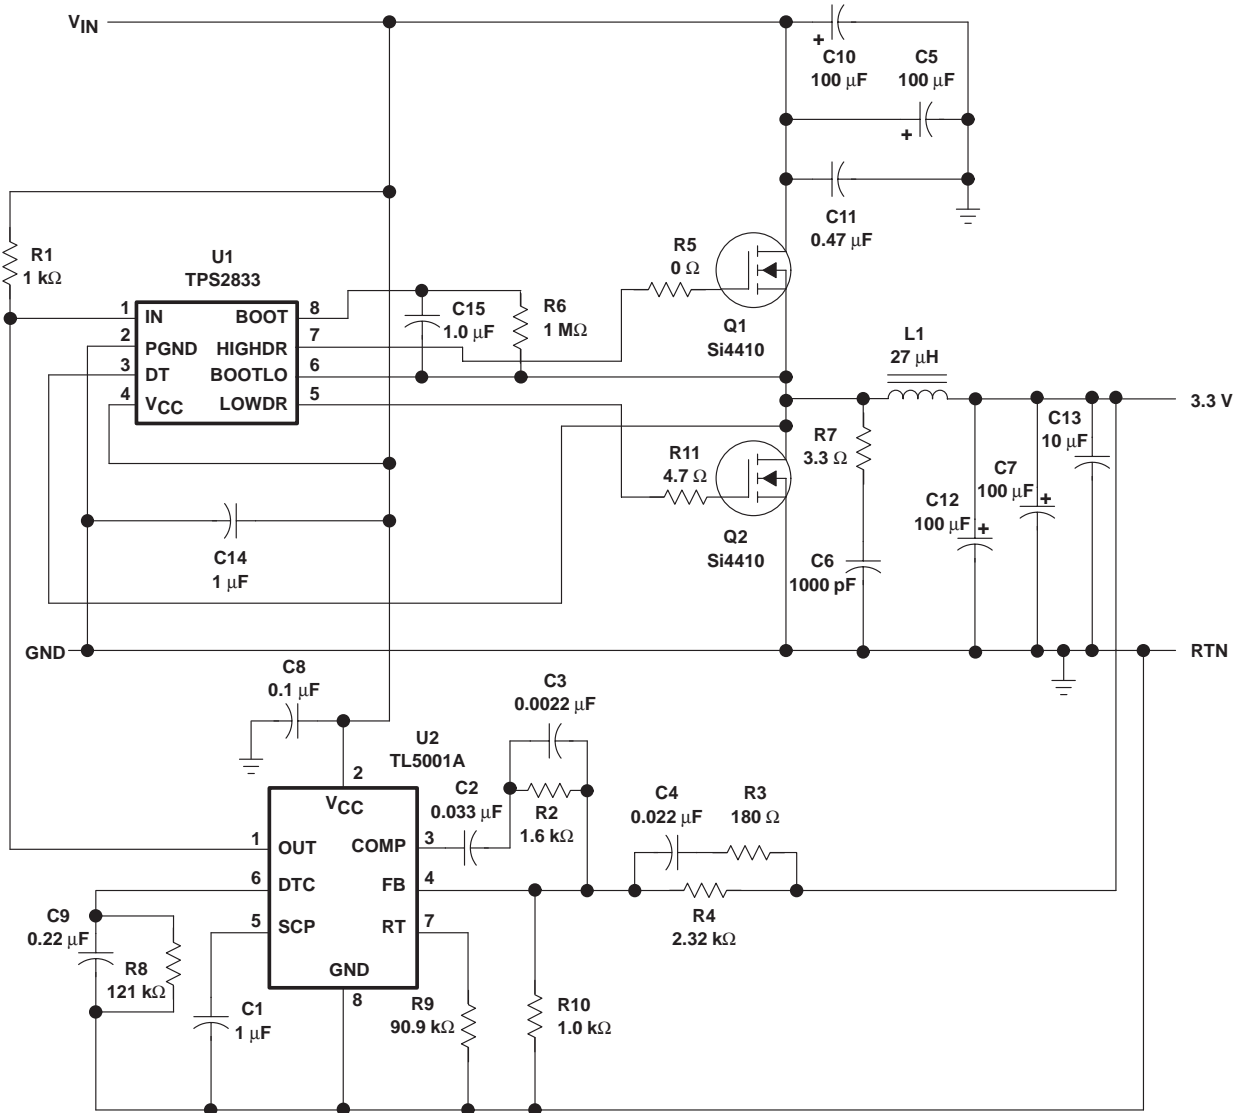 VIN
+
C10
100 μF
C5
100 μF
+
C11
0.47 μF
R1
1 kΩ
U1
TPS2833
1
IN
2
PGND
3
DT
4
VCC
BOOT
8
HIGHDR
7
BOOTLO
6
LOWDR
5
C15
1.0 μF
R6
1 MΩ
R5
0 Ω
Q1
Si4410
L1
27 μH
3.3 V
R11
4.7 Ω
Q2
Si4410
R7
3.3 Ω
C6
1000 pF
C12
100 μF
+
C7
100 μF
+
C13
10 μF
C14
1 μF
GND
RTN
C8
0.1 μF
C3
0.0022 μF
U2
TL5001A
2
VCC
C2
0.033 μF
R2
1.6 kΩ
C4
0.022 μF
R3
180 Ω
1
OUT
COMP
3
6
DTC
FB
4
5
SCP
RT
7
GND
8
R4
2.32 kΩ
C9
0.22 μF
R8
121 kΩ
C1
1 μF
R9
90.9 kΩ
R10
1.0 kΩ